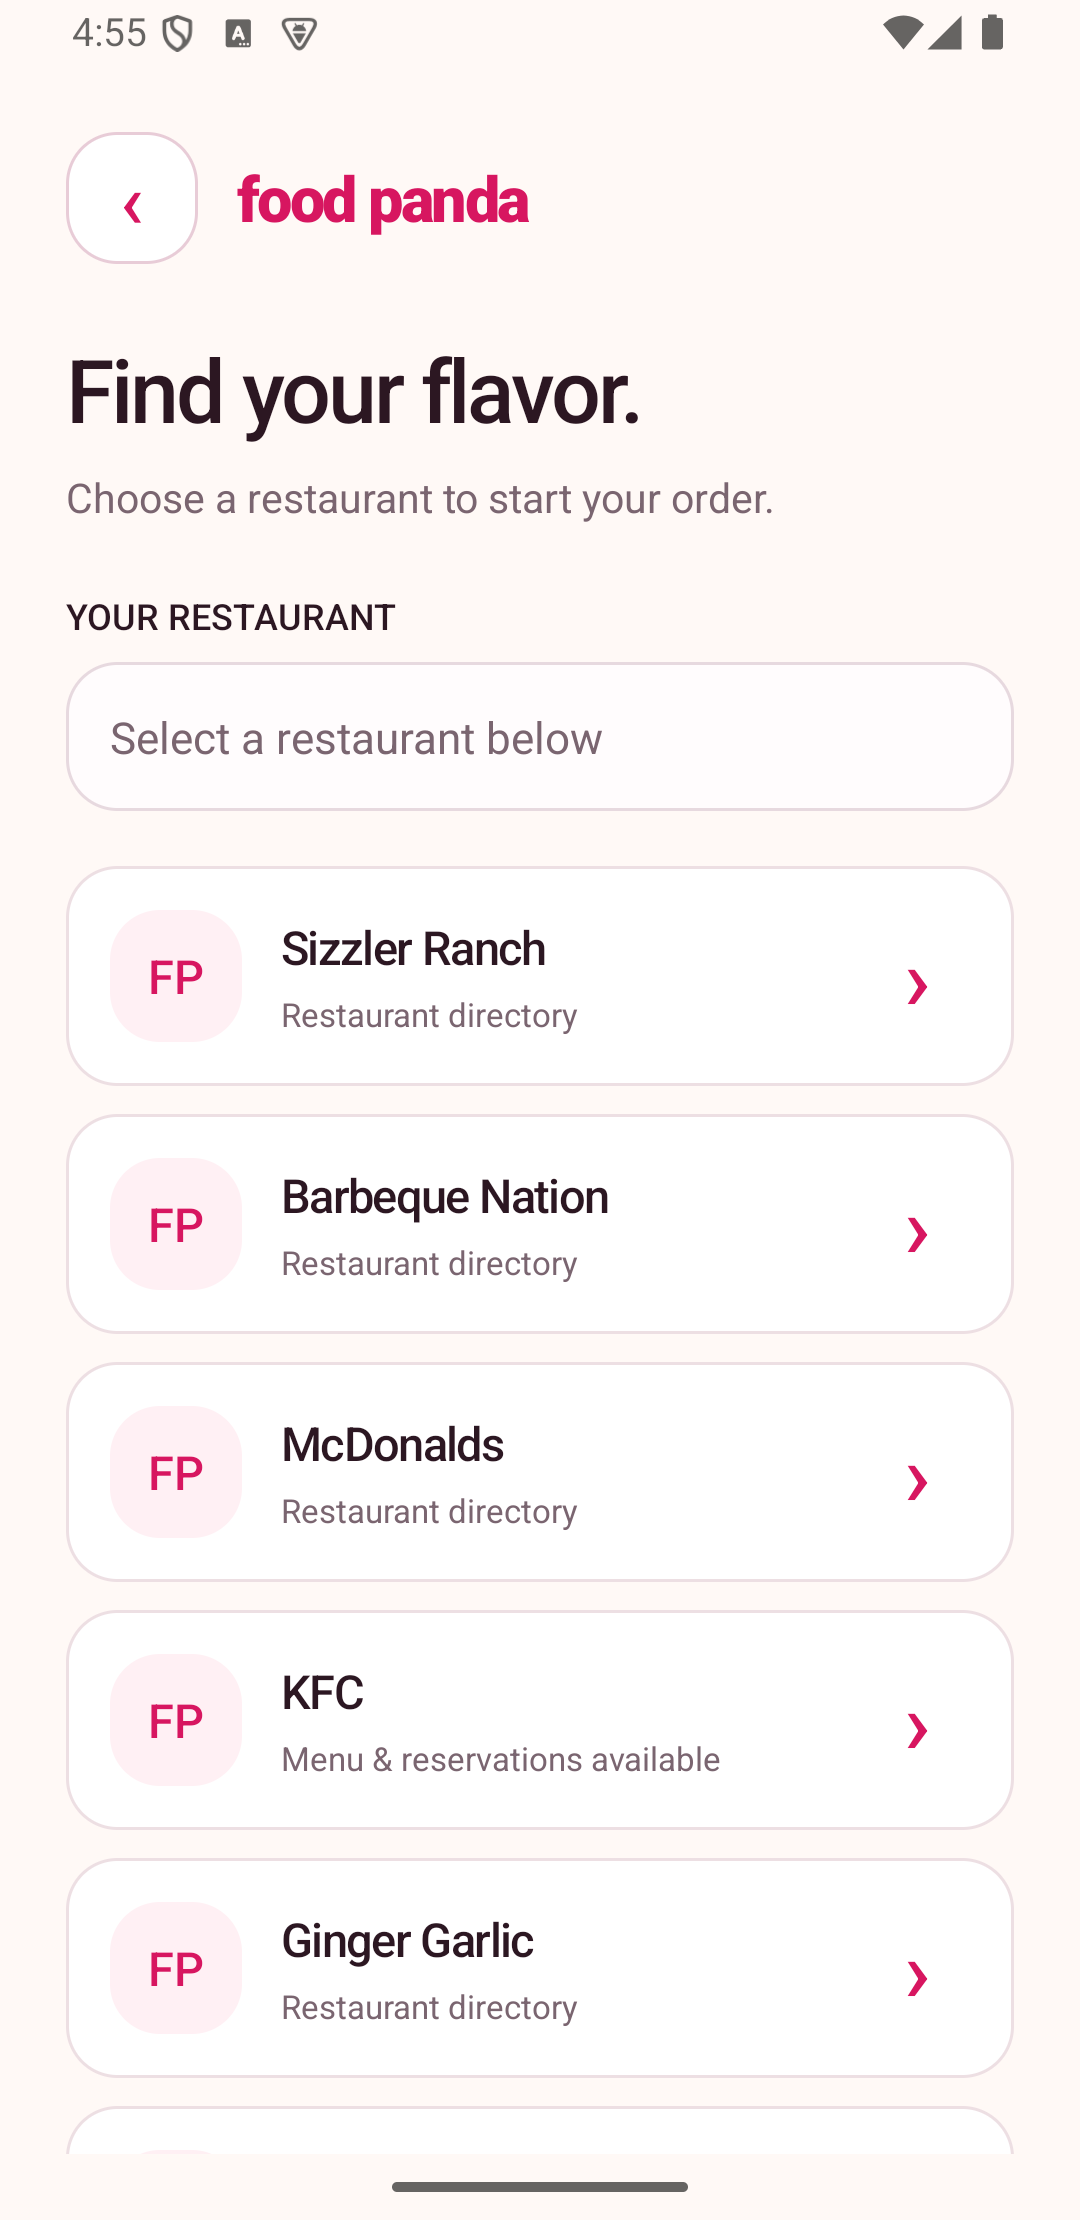 4:55
food panda
Find your flavor.
Choose a restaurant to start your order.
YOUR RESTAURANT
Select a restaurant below
FP
Sizzler Ranch
Restaurant directory
FP
Barbeque Nation
Restaurant directory
FP
McDonalds
Restaurant directory
FP
KFC
Menu & reservations available
FP
Ginger Garlic
Restaurant directory